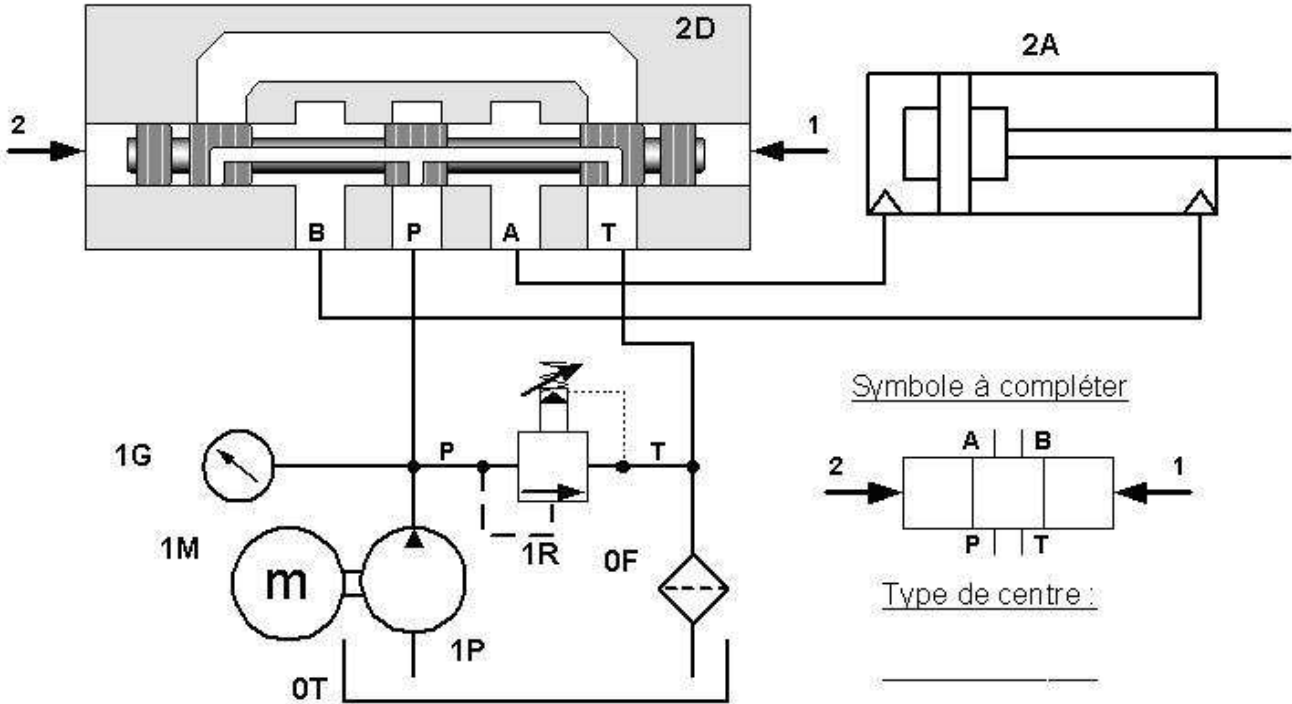 2D
2A
2
1
B P A T
Symbole à compléter
1G
P
T
A B
2
1
1M
1R
0F
P T
m
Type de centre :
1P
0T